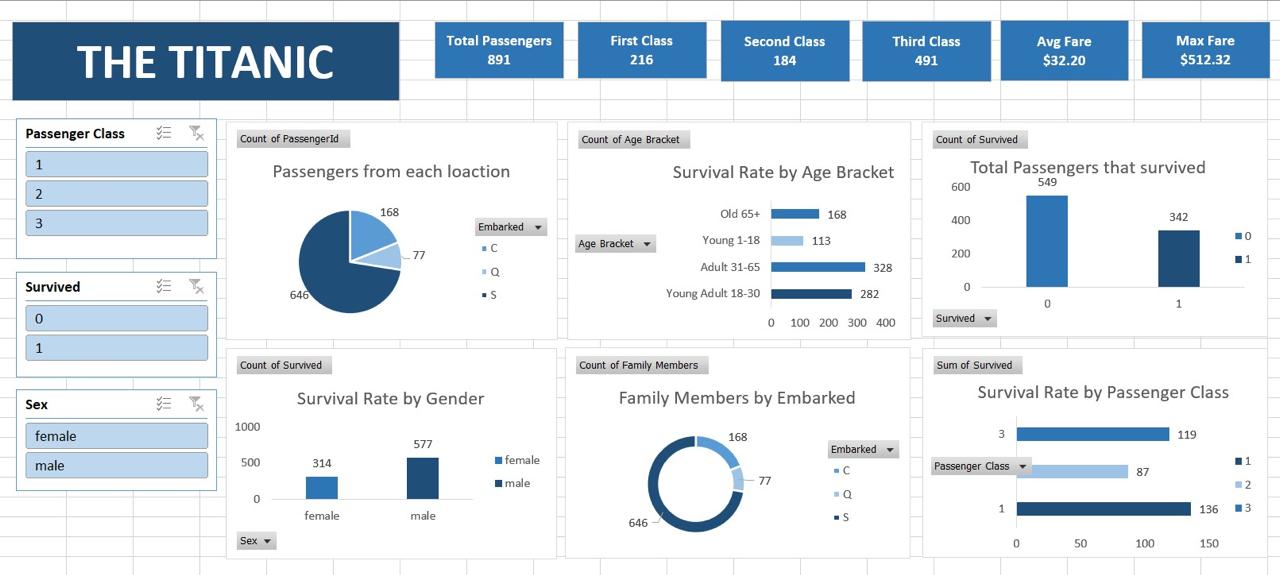 THE TITANIC
Total Passengers
891
First Class
216
Second Class
184
Third Class
491
Avg Fare
$32.20
Max Fare
$512.32
Passenger Class
1
2
3
Survived
0
1
Sex
female
male
Count of PassengerId
Passengers from each loaction
168
77
646
Embarked
C
Q
S
Count of Age Bracket
Survival Rate by Age Bracket
Age Bracket
Old 65+ 168
Young 1-18 113
Adult 31-65 328
Young Adult 18-30 282
0 100 200 300 400
Count of Survived
Total Passengers that survived
600
400
200
0
549
342
0 1
0
1
Survived
Count of Survived
Survival Rate by Gender
1000
500
0
314
577
female male
female
male
Sex
Count of Family Members
Family Members by Embarked
168
77
646
Embarked
C
Q
S
Sum of Survived
Survival Rate by Passenger Class
3 119
Passenger Class 87
1 136
0 50 100 150
1
2
3